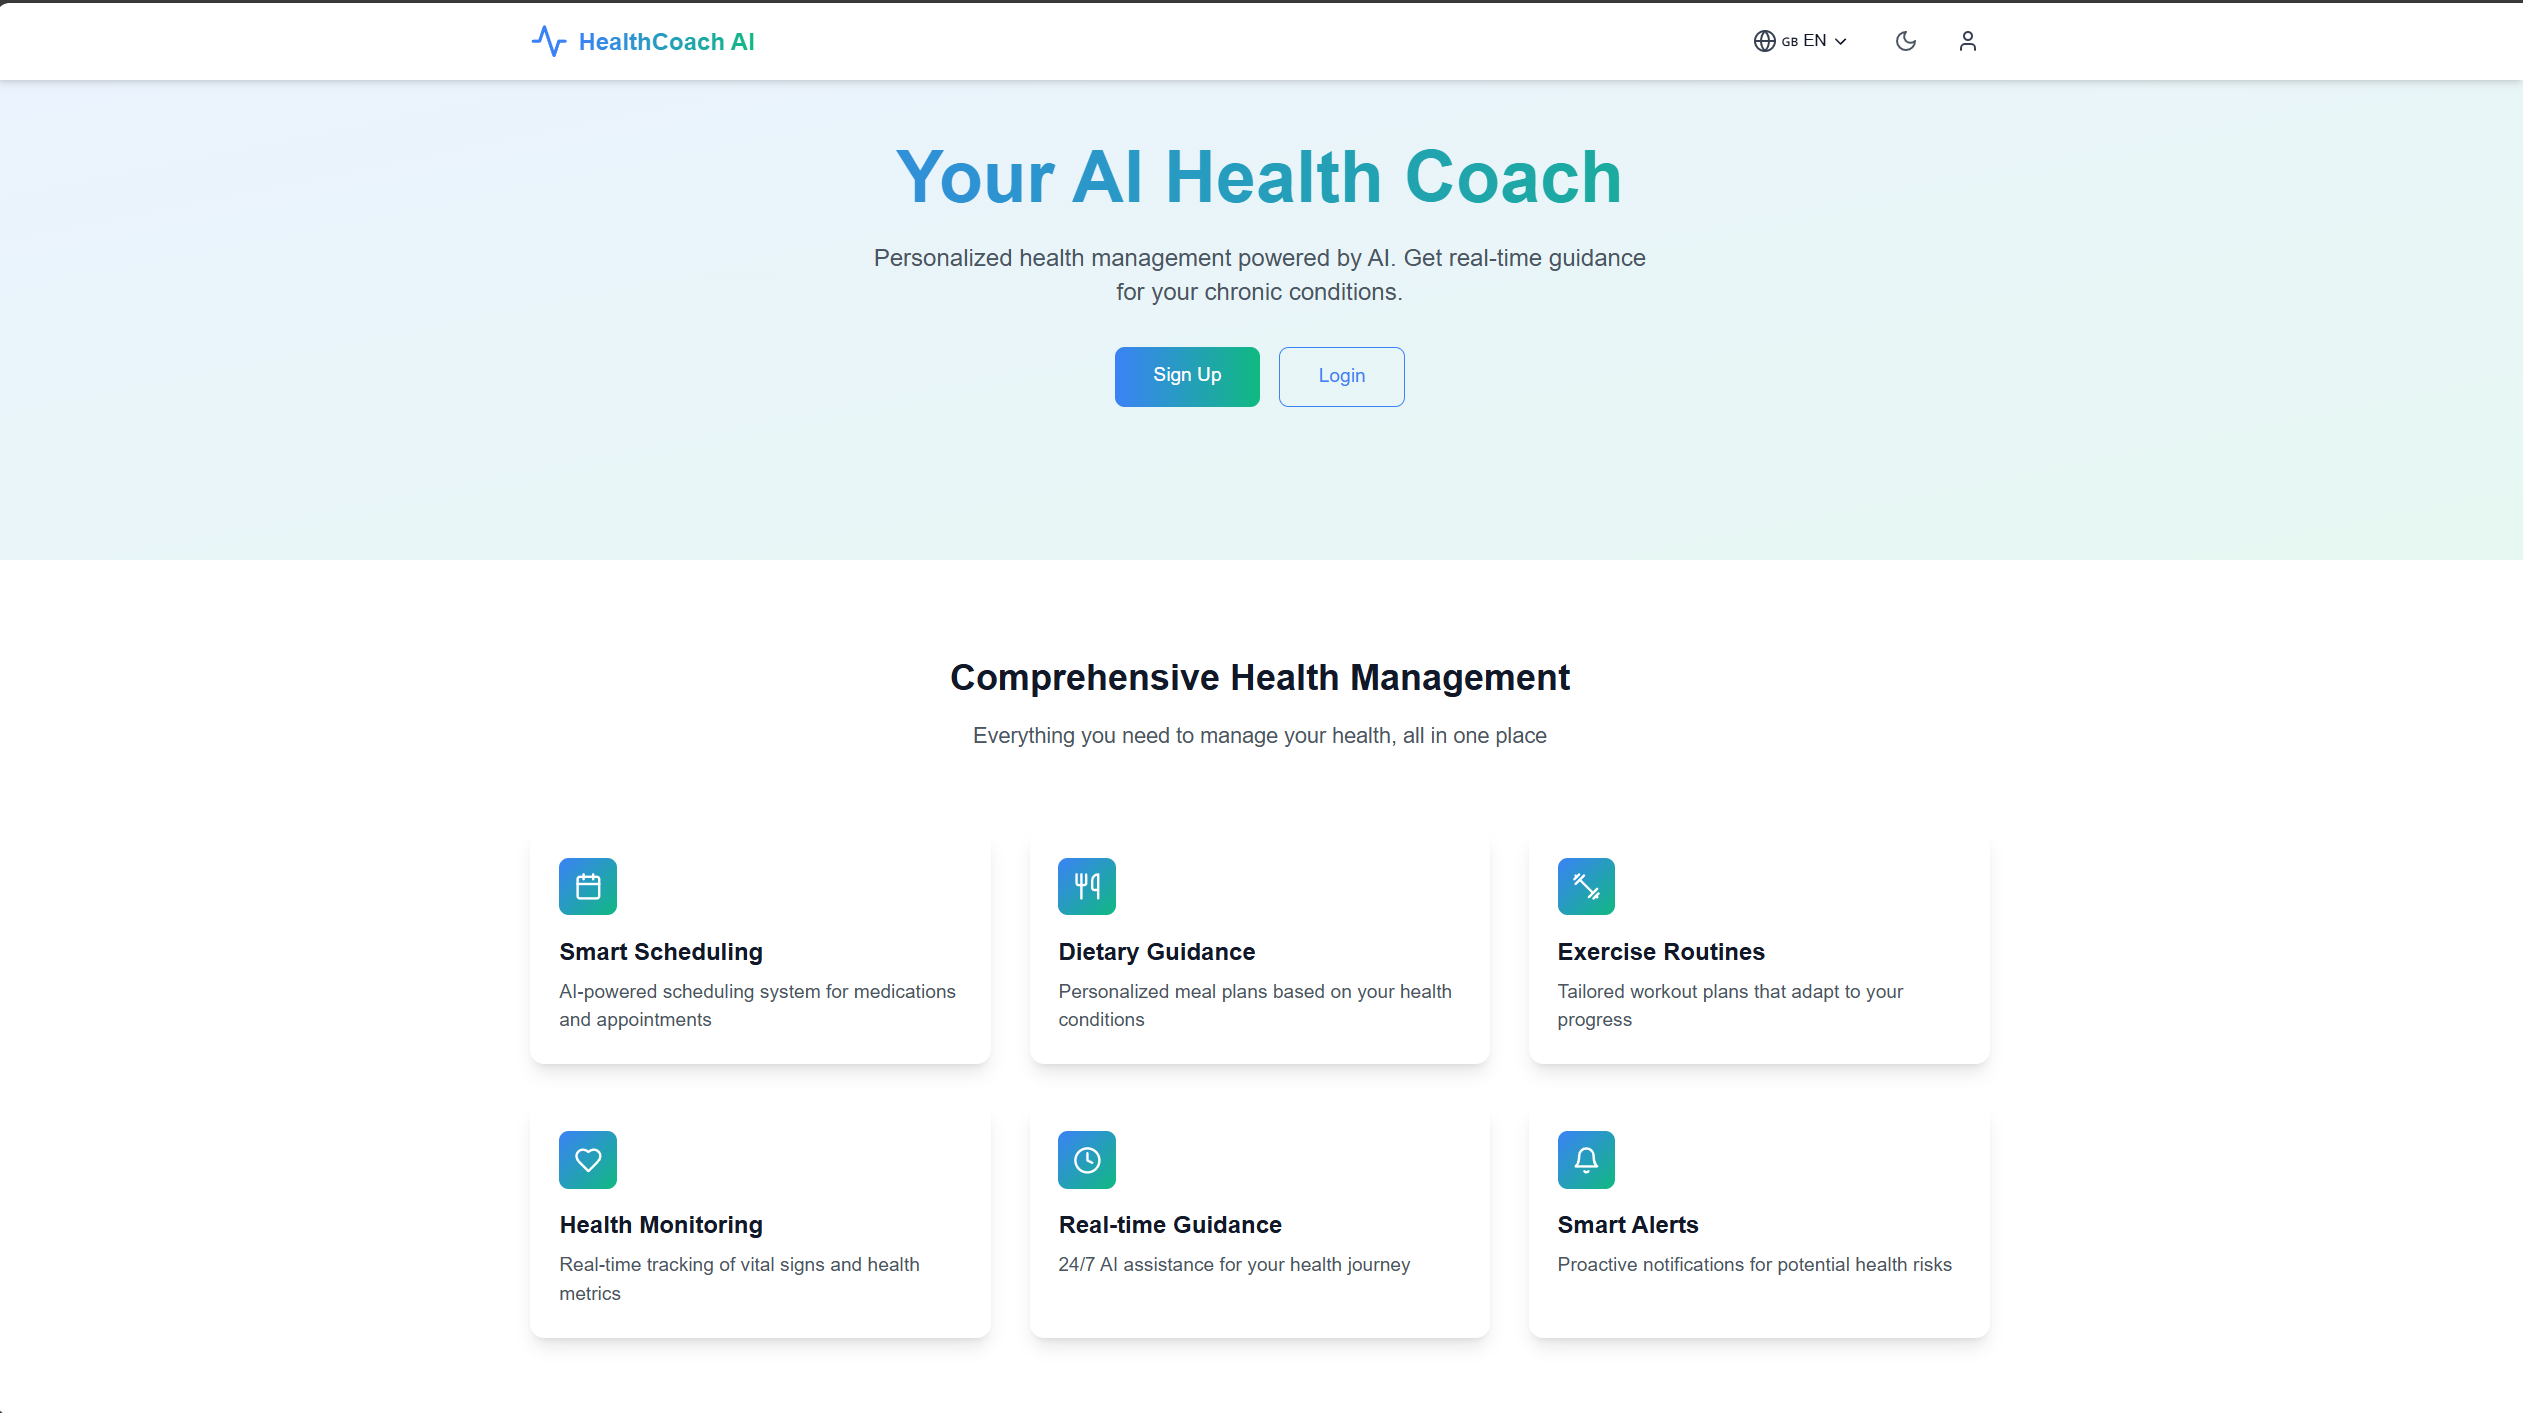 HealthCoach AI
GB EN
Your AI Health Coach
Personalized health management powered by AI. Get real-time guidance
for your chronic conditions.
Sign Up
Login
Comprehensive Health Management
Everything you need to manage your health, all in one place
Smart Scheduling
AI-powered scheduling system for medications
and appointments
Dietary Guidance
Personalized meal plans based on your health
conditions
Exercise Routines
Tailored workout plans that adapt to your
progress
Health Monitoring
Real-time tracking of vital signs and health
metrics
Real-time Guidance
24/7 AI assistance for your health journey
Smart Alerts
Proactive notifications for potential health risks